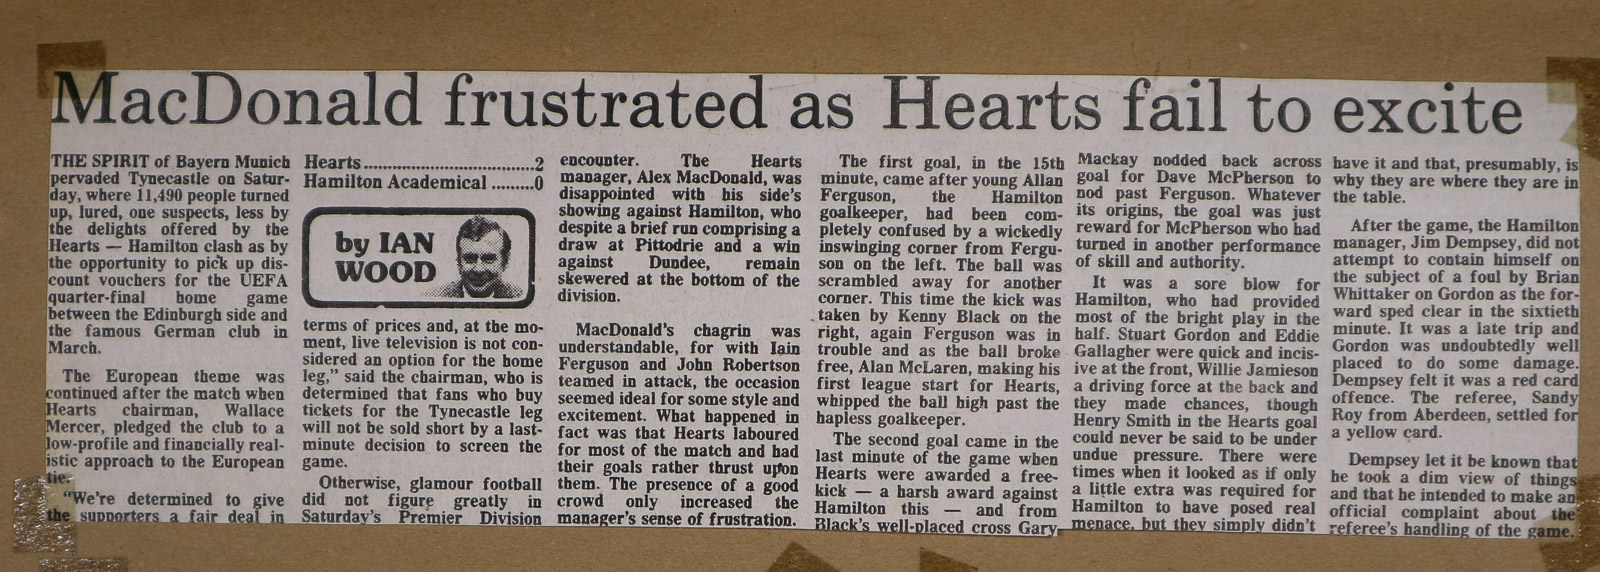 MacDonald frustrated as Hearts fail to excite
THE SPIRIT of Bayern Munich
pervaded Tynecastle on Satur-
day, where 11,490 people turned
up, lured, one suspects, less by
the delights offered by the
Hearts — Hamilton clash as by
the opportunity to pick up dis-
count vouchers for the UEFA
quarter-final home game
between the Edinburgh side and
the famous German club in
March.
The European theme was
continued after the match when
Hearts chairman, Wallace
Mercer, pledged the club to a
low-profile and financially real-
istic approach to the European
tie.
"We're determined to give
the supporters a fair deal in
Hearts..............................2
Hamilton Academical .........0
by IAN
WOOD
terms of prices and, at the mo-
ment, live television is not con-
sidered an option for the home
leg," said the chairman, who is
determined that fans who buy
tickets for the Tynecastle leg
will not be sold short by a last-
minute decision to screen the
game.
Otherwise, glamour football
did not figure greatly in
Saturday's Premier Division
encounter. The Hearts
manager, Alex MacDonald, was
disappointed with his side's
showing against Hamilton, who
despite a brief run comprising a
draw at Pittodrie and a win
against Dundee, remain
skewered at the bottom of the
division.
MacDonald's chagrin was
understandable, for with Iain
Ferguson and John Robertson
teamed in attack, the occasion
seemed ideal for some style and
excitement. What happened in
fact was that Hearts laboured
for most of the match and had
their goals rather thrust upon
them. The presence of a good
crowd only increased the
manager's sense of frustration.
The first goal, in the 15th
minute, came after young Allan
Ferguson, the Hamilton
goalkeeper, had been com-
pletely confused by a wickedly
inswinging corner from Fergu-
son on the left. The ball was
scrambled away for another
corner. This time the kick was
taken by Kenny Black on the
right, again Ferguson was in
trouble and as the ball broke
free, Alan McLaren, making his
first league start for Hearts,
whipped the ball high past the
hapless goalkeeper.
The second goal came in the
last minute of the game when
Hearts were awarded a free-
kick — a harsh award against
Hamilton this — and from
Black's well-placed cross Gary
Mackay nodded back across
goal for Dave McPherson to
nod past Ferguson. Whatever
its origins, the goal was just
reward for McPherson who had
turned in another performance
of skill and authority.
It was a sore blow for
Hamilton, who had provided
most of the bright play in the
half. Stuart Gordon and Eddie
Gallagher were quick and incis-
ive at the front, Willie Jamieson
a driving force at the back and
they made chances, though
Henry Smith in the Hearts goal
could never be said to be under
undue pressure. There were
times when it looked as if only
a little extra was required for
Hamilton to have posed real
menace, but they simply didn't
have it and that, presumably, is
why they are where they are in
the table.
After the game, the Hamilton
manager, Jim Dempsey, did not
attempt to contain himself on
the subject of a foul by Brian
Whittaker on Gordon as the for-
ward sped clear in the sixtieth
minute. It was a late trip and
Gordon was undoubtedly well
placed to do some damage.
Dempsey felt it was a red card
offence. The referee, Sandy
Roy from Aberdeen, settled for
a yellow card.
Dempsey let it be known that
he took a dim view of things
and that he intended to make an
official complaint about the
referee's handling of the game.